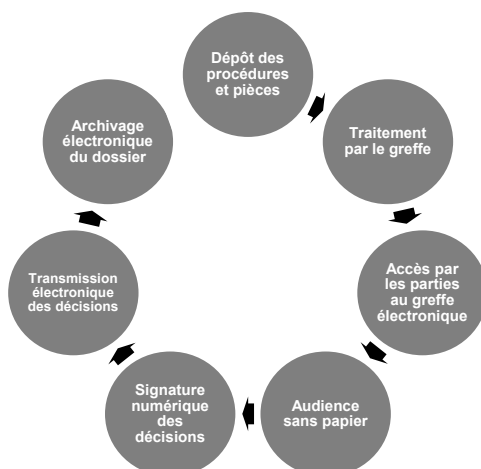 Dépôt des
procédures
et pièces
Traitement
par le greffe
Accès par
les parties
au greffe
électronique
Audience
sans papier
Signature
numérique
des
décisions
Transmission
électronique
des décisions
Archivage
électronique
du dossier